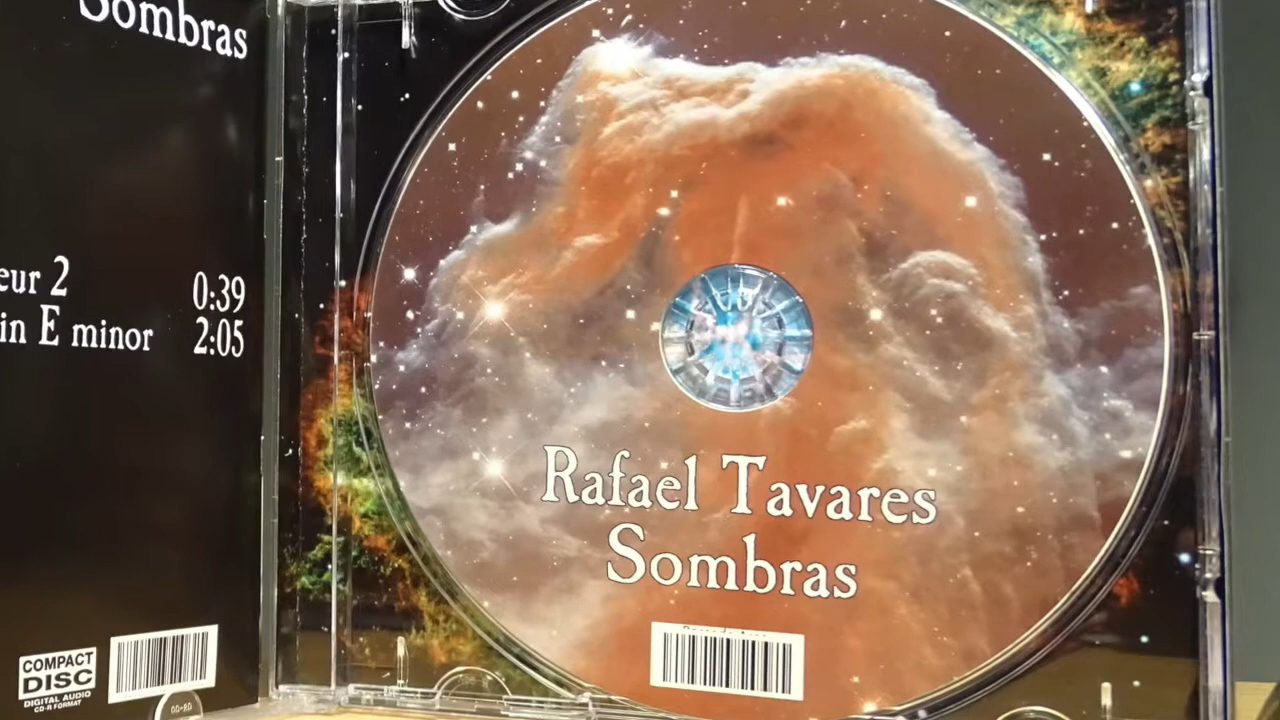 Sombras
eur 2 0:39
in E minor 2:05
COMPACT
DISC
DIGITAL AUDIO
CD-R FORMAT
Rafael Tavares
Sombras